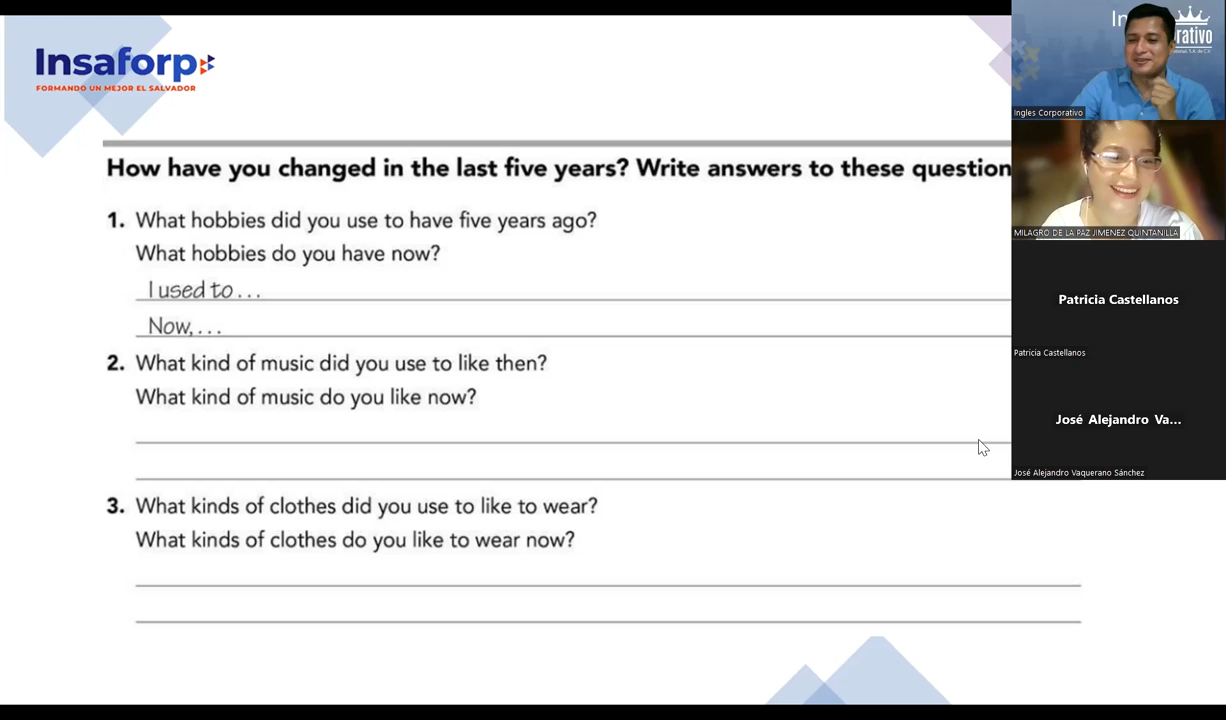 Insaforp
FORMANDO UN MEJOR EL SALVADOR
How have you changed in the last five years? Write answers to these question
1. What hobbies did you use to have five years ago?
What hobbies do you have now?
I used to . . .
Now, . . .
2. What kind of music did you use to like then?
What kind of music do you like now?
3. What kinds of clothes did you use to like to wear?
What kinds of clothes do you like to wear now?
In
rativo
Ingles Corporativo
MILAGRO DE LA PAZ JIMENEZ QUINTANILLA
Patricia Castellanos
Patricia Castellanos
José Alejandro Va...
José Alejandro Vaquerano Sánchez